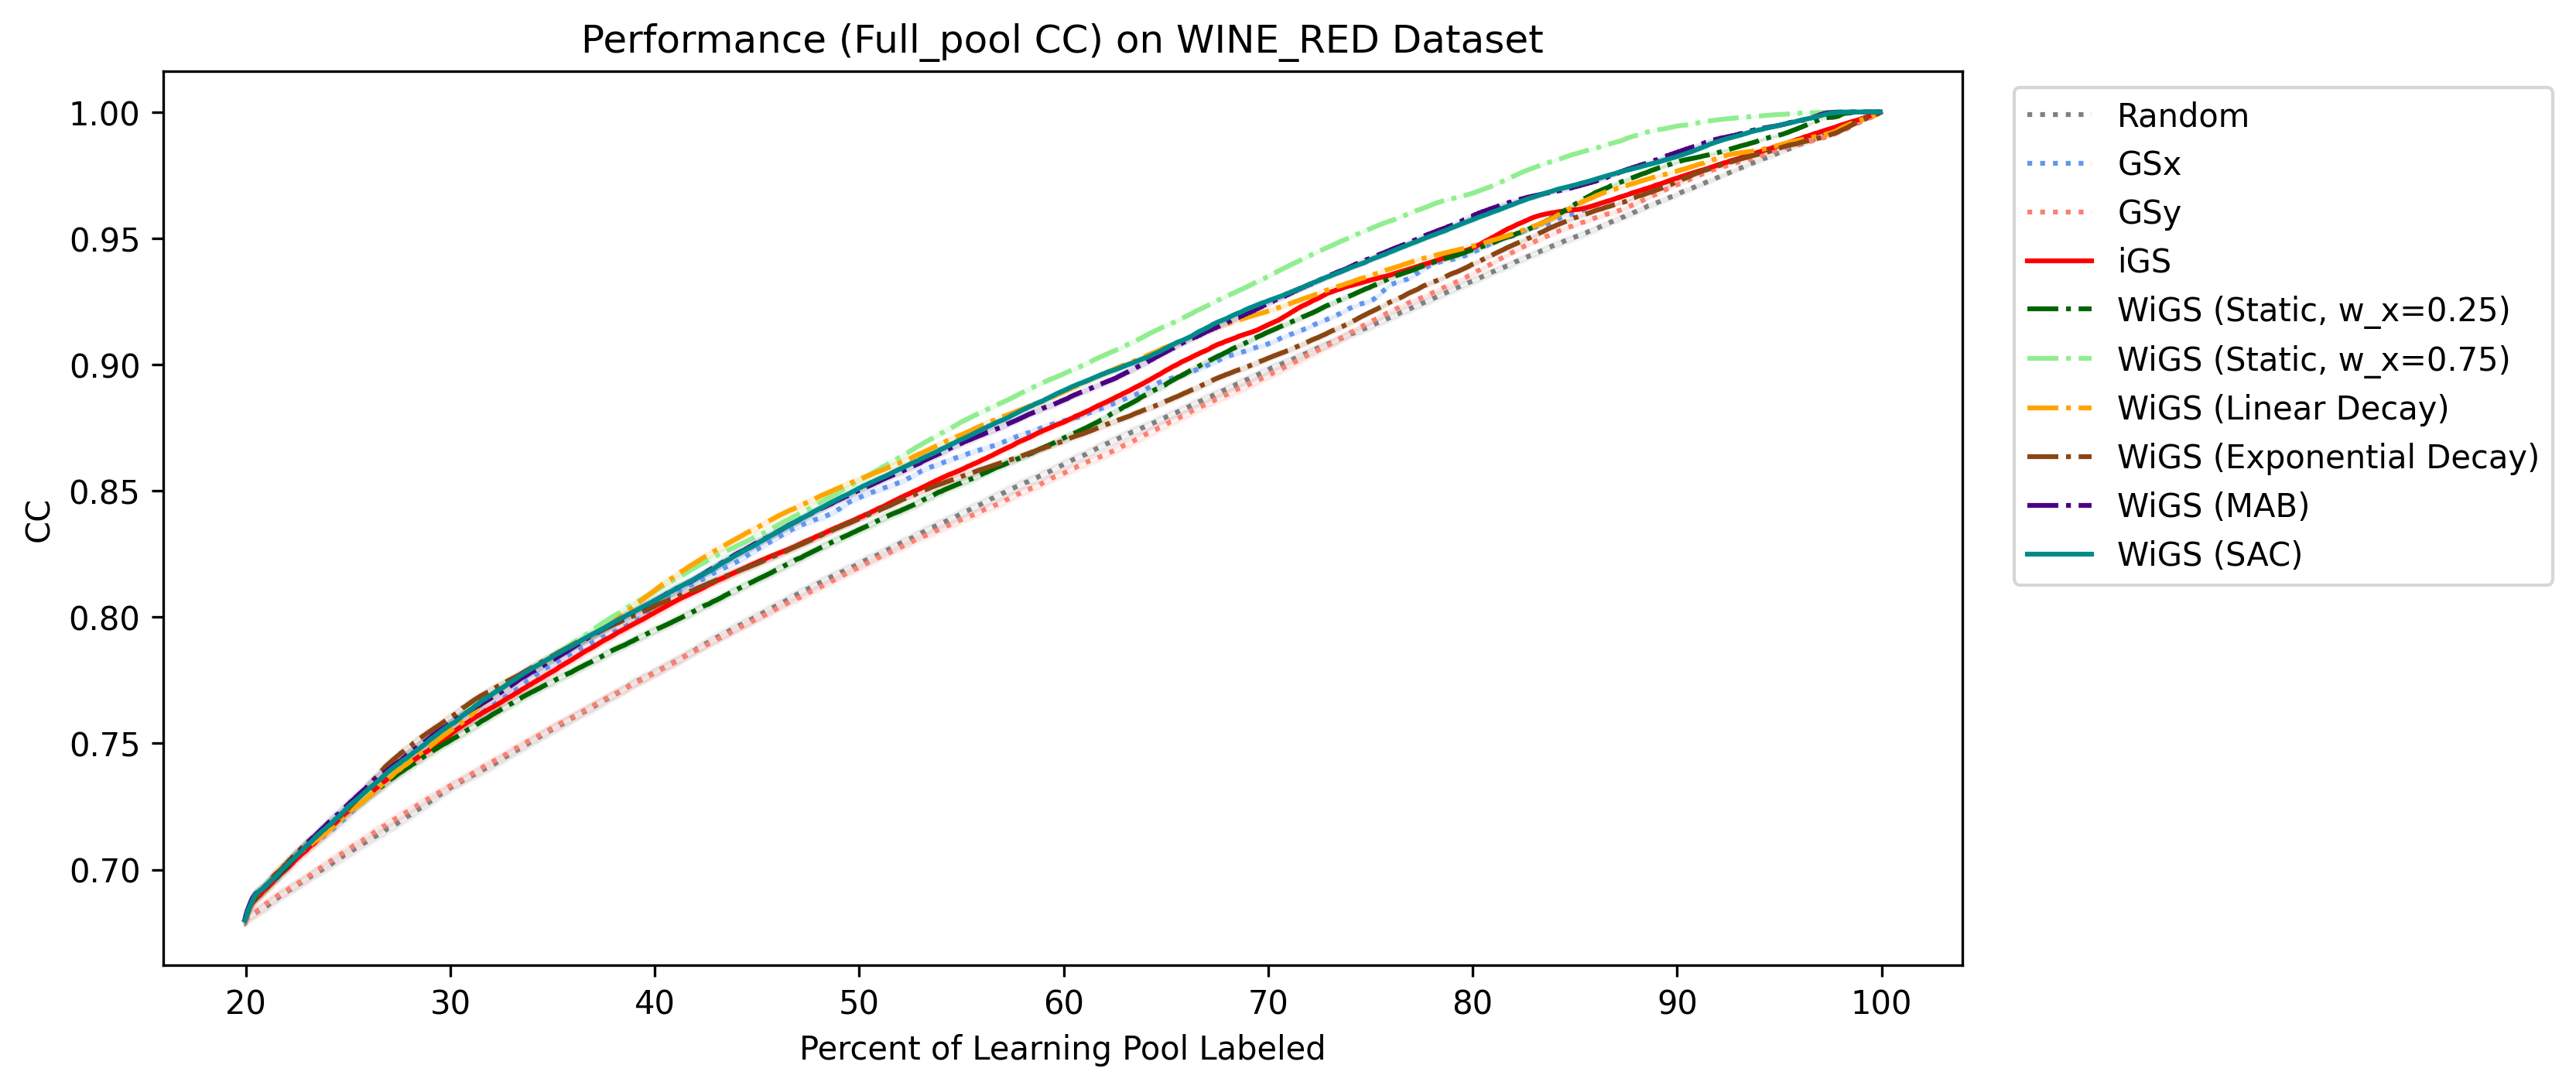 Performance (Full_pool CC) on WINE_RED Dataset
1.00
0.95
0.90
0.85
0.80
0.75
0.70
CC
20 30 40 50 60 70 80 90 100
Percent of Learning Pool Labeled
Random
GSx
GSy
iGS
WiGS (Static, w_x=0.25)
WiGS (Static, w_x=0.75)
WiGS (Linear Decay)
WiGS (Exponential Decay)
WiGS (MAB)
WiGS (SAC)